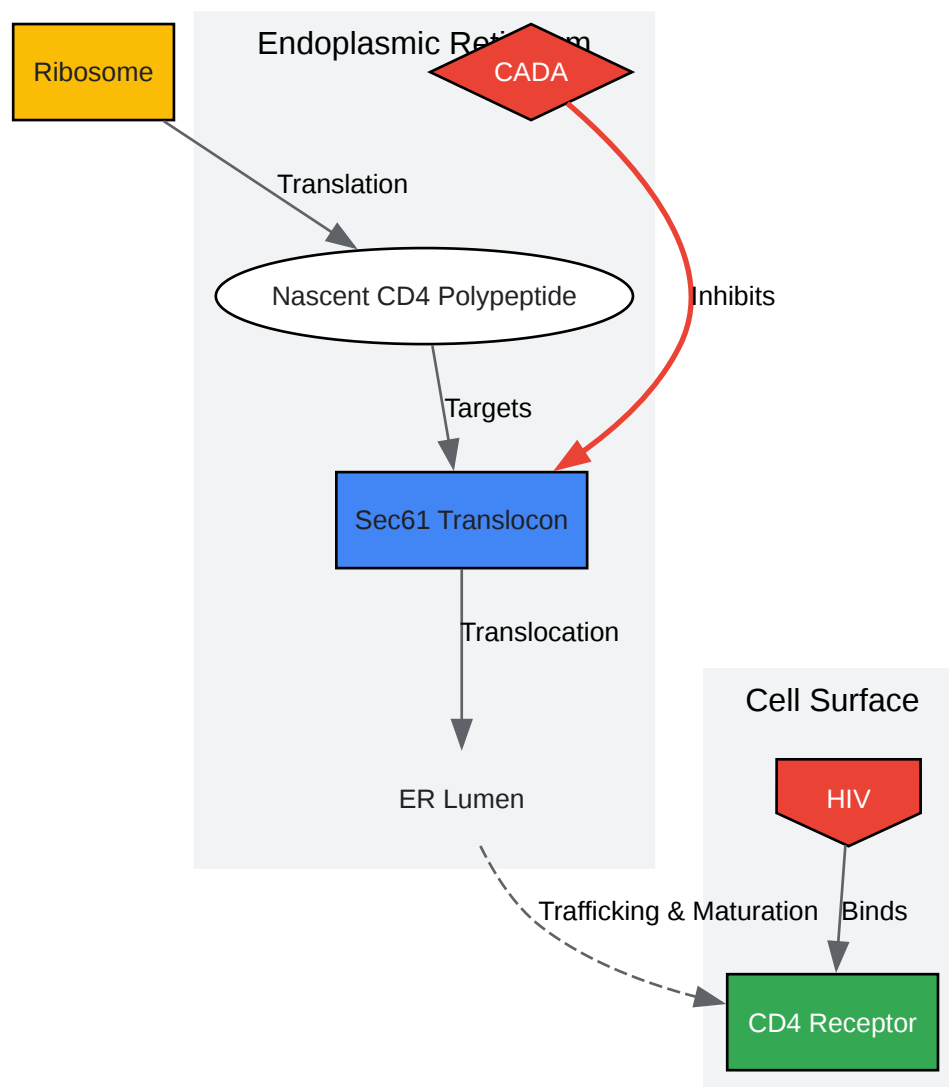 Endoplasmic Reti m
Ribosome
CADA
Translation
Nascent CD4 Polypeptide
Inhibits
Targets
Sec61 Translocon
Translocation
Cell Surface
ER Lumen
HIV
Trafficking & Maturation
Binds
CD4 Receptor